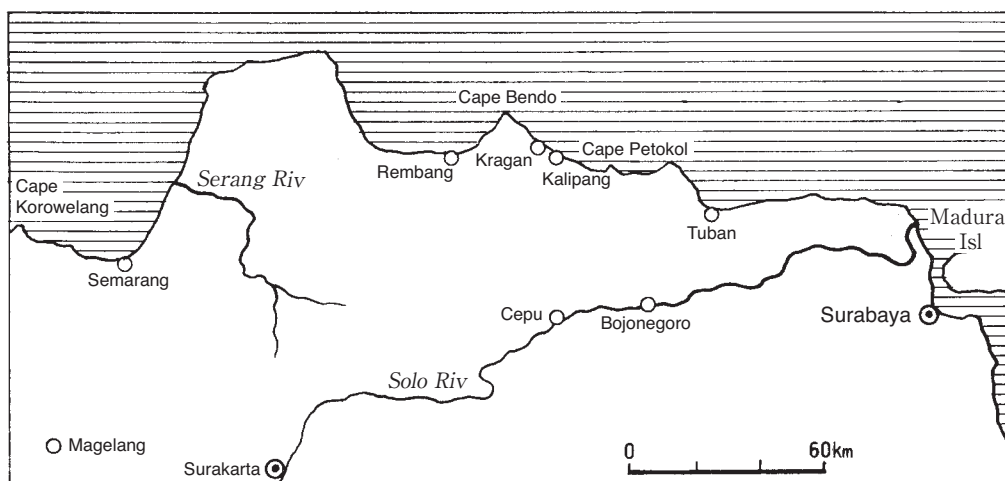 Cape Bendo
Kragan
Cape Petokol
Rembang
Kalipang
Cape
Korowelang
Serang Riv
Tuban
Madura
Isl
Semarang
Cepu
Bojonegoro
Surabaya
Solo Riv
Magelang
Surakarta
0
60km